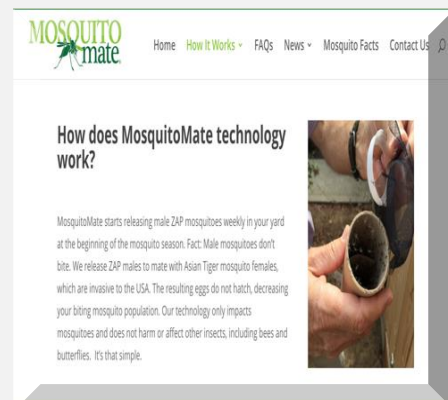 MOSQUITO
mate
Home How It Works FAQs News Mosquito Facts Contact Us
How does MosquitoMate technology
work?
MosquitoMate starts releasing male ZAP mosquitoes weekly in your yard
at the beginning of the mosquito season. Fact: Male mosquitoes don't
bite. We release ZAP males to mate with Asian Tiger mosquito females,
which are invasive to the USA. The resulting eggs do not hatch, decreasing
your biting mosquito population. Our technology only impacts
mosquitoes and does not harm or affect other insects, including bees and
butterflies. It's that simple.